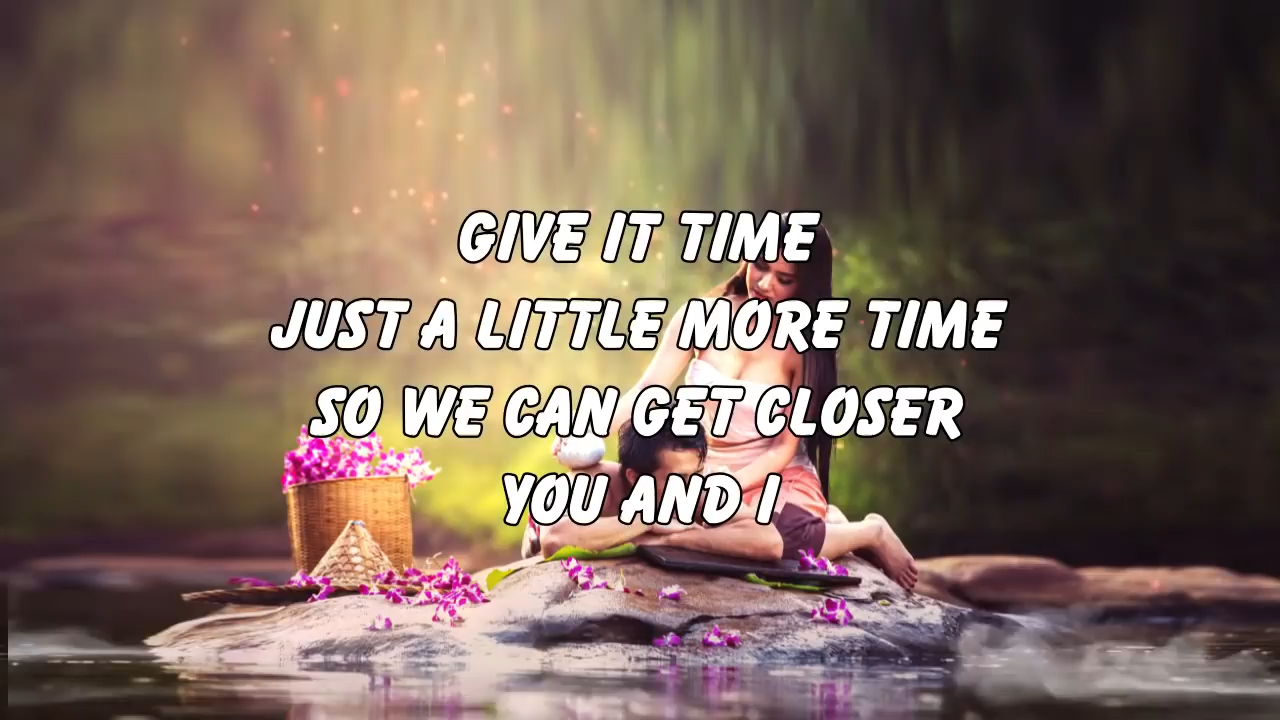 GIVE IT TIME
JUST A LITTLE MORE TIME
SO WE CAN GET CLOSER
YOU AND I